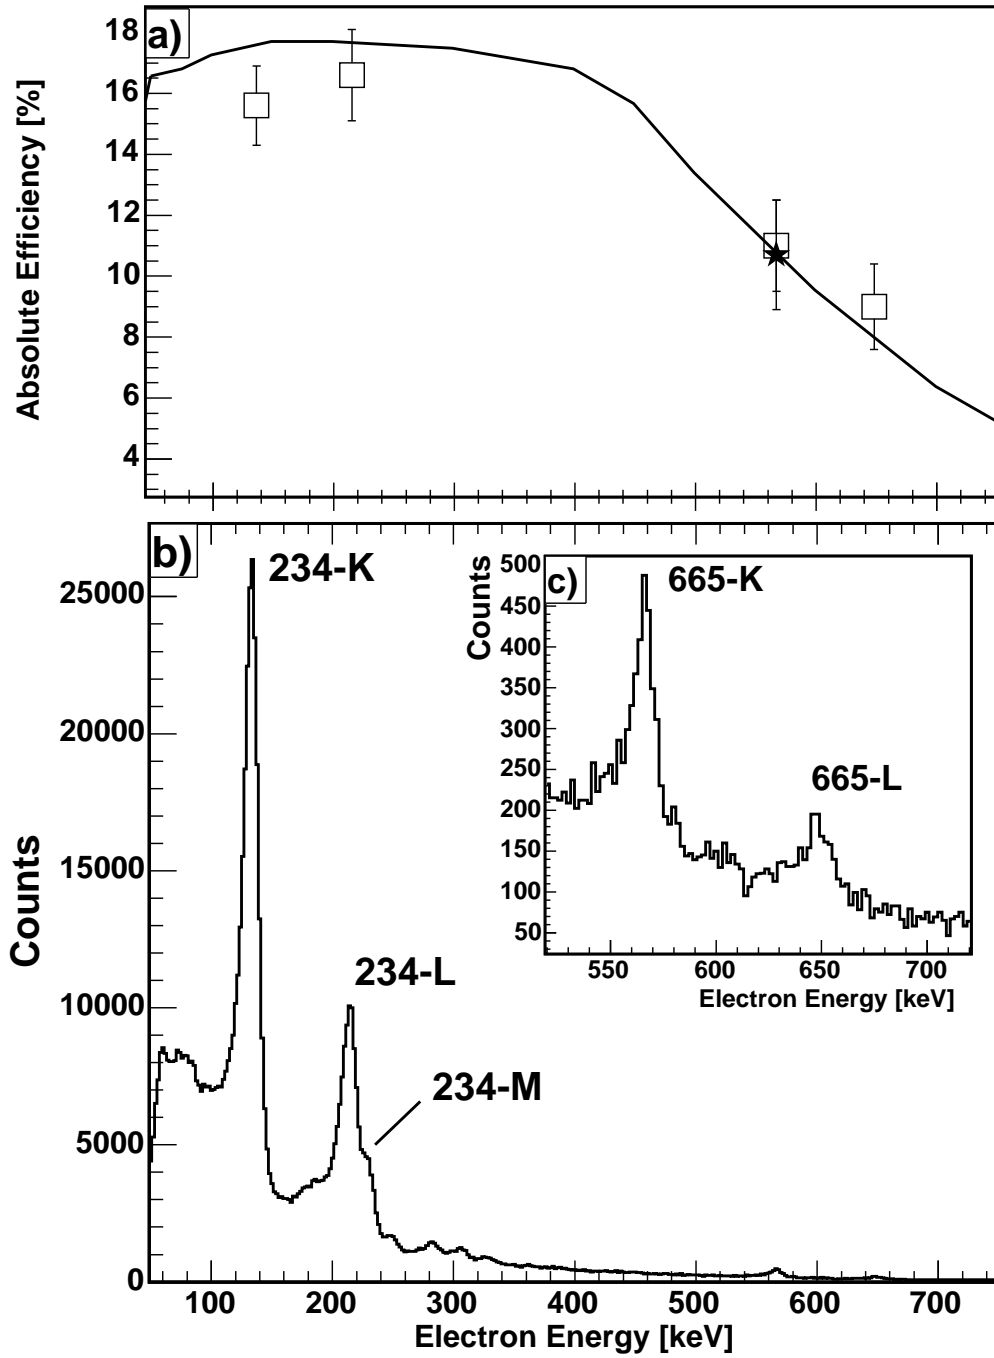 a)
Absolute Efficiency [%]
18
16
14
12
10
8
6
4
b)
234-K
25000
20000
15000
10000
5000
0
Counts
234-L
234-M
100 200 300 400 500 600 700
Electron Energy [keV]
c)
Counts
500
450
400
350
300
250
200
150
100
50
665-K
665-L
550 600 650 700
Electron Energy [keV]